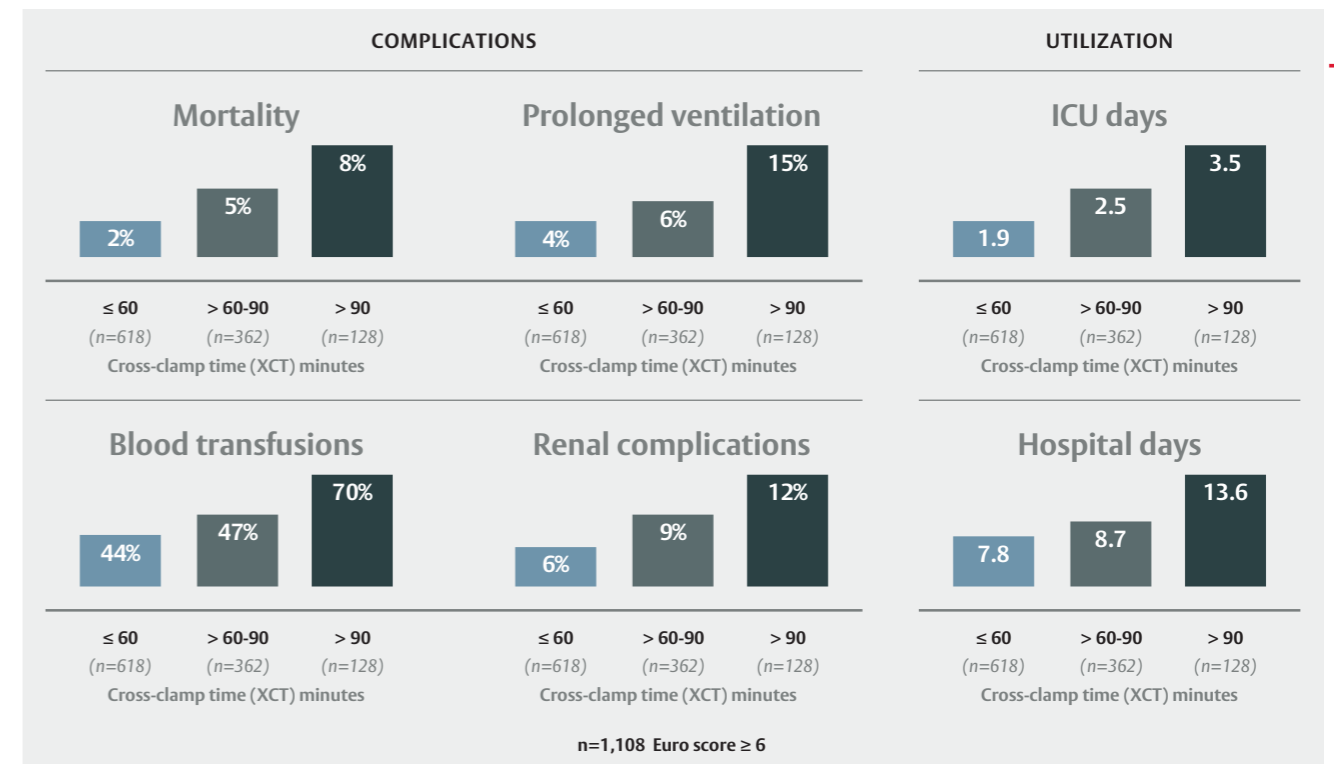 COMPLICATIONS
UTILIZATION
Mortality
2%
5%
8%
≤ 60
> 60-90
> 90
(n=618)
(n=362)
(n=128)
Cross-clamp time (XCT) minutes
Prolonged ventilation
4%
6%
15%
≤ 60
> 60-90
> 90
(n=618)
(n=362)
(n=128)
Cross-clamp time (XCT) minutes
ICU days
1.9
2.5
3.5
≤ 60
> 60-90
> 90
(n=618)
(n=362)
(n=128)
Cross-clamp time (XCT) minutes
Blood transfusions
44%
47%
70%
≤ 60
> 60-90
> 90
(n=618)
(n=362)
(n=128)
Cross-clamp time (XCT) minutes
Renal complications
6%
9%
12%
≤ 60
> 60-90
> 90
(n=618)
(n=362)
(n=128)
Cross-clamp time (XCT) minutes
Hospital days
7.8
8.7
13.6
≤ 60
> 60-90
> 90
(n=618)
(n=362)
(n=128)
Cross-clamp time (XCT) minutes
n=1,108 Euro score ≥ 6